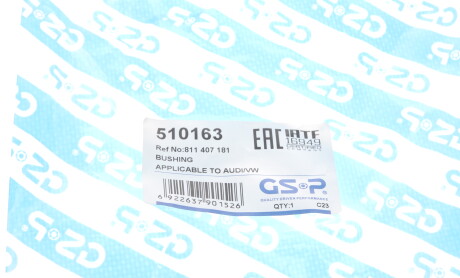 510163
Ref No:811 407 181
BUSHING
APPLICABLE TO AUDI/VW
6 922637 901526
EAC
IATF
16949
GSP
QUALITY DRIVEN PERFORMANCE
QTY:1 C23